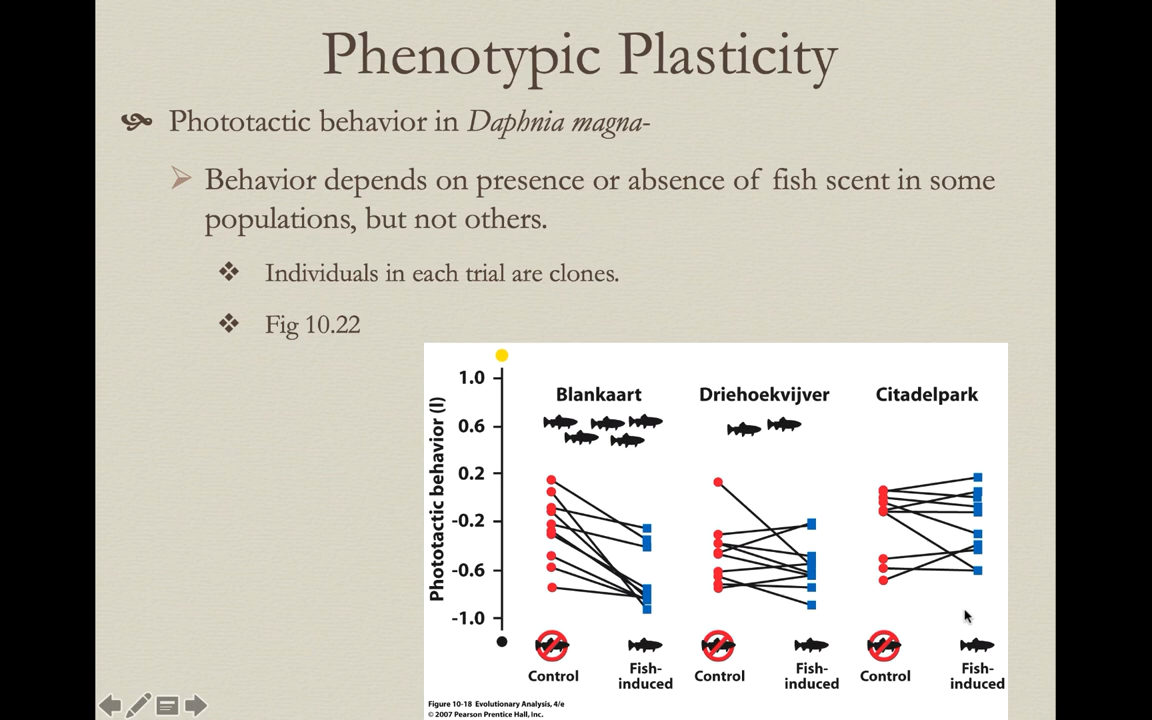 Phenotypic Plasticity
Phototactic behavior in Daphnia magna-
Behavior depends on presence or absence of fish scent in some
populations, but not others.
Individuals in each trial are clones.
Fig 10.22
Phototactic behavior (I)
1.0
0.6
0.2
-0.2
-0.6
-1.0
Blankaart
Driehoekvijver
Citadelpark
Control
Fish-
induced
Control
Fish-
induced
Control
Fish-
induced
Figure 10-18 Evolutionary Analysis, 4/e
© 2007 Pearson Prentice Hall, Inc.